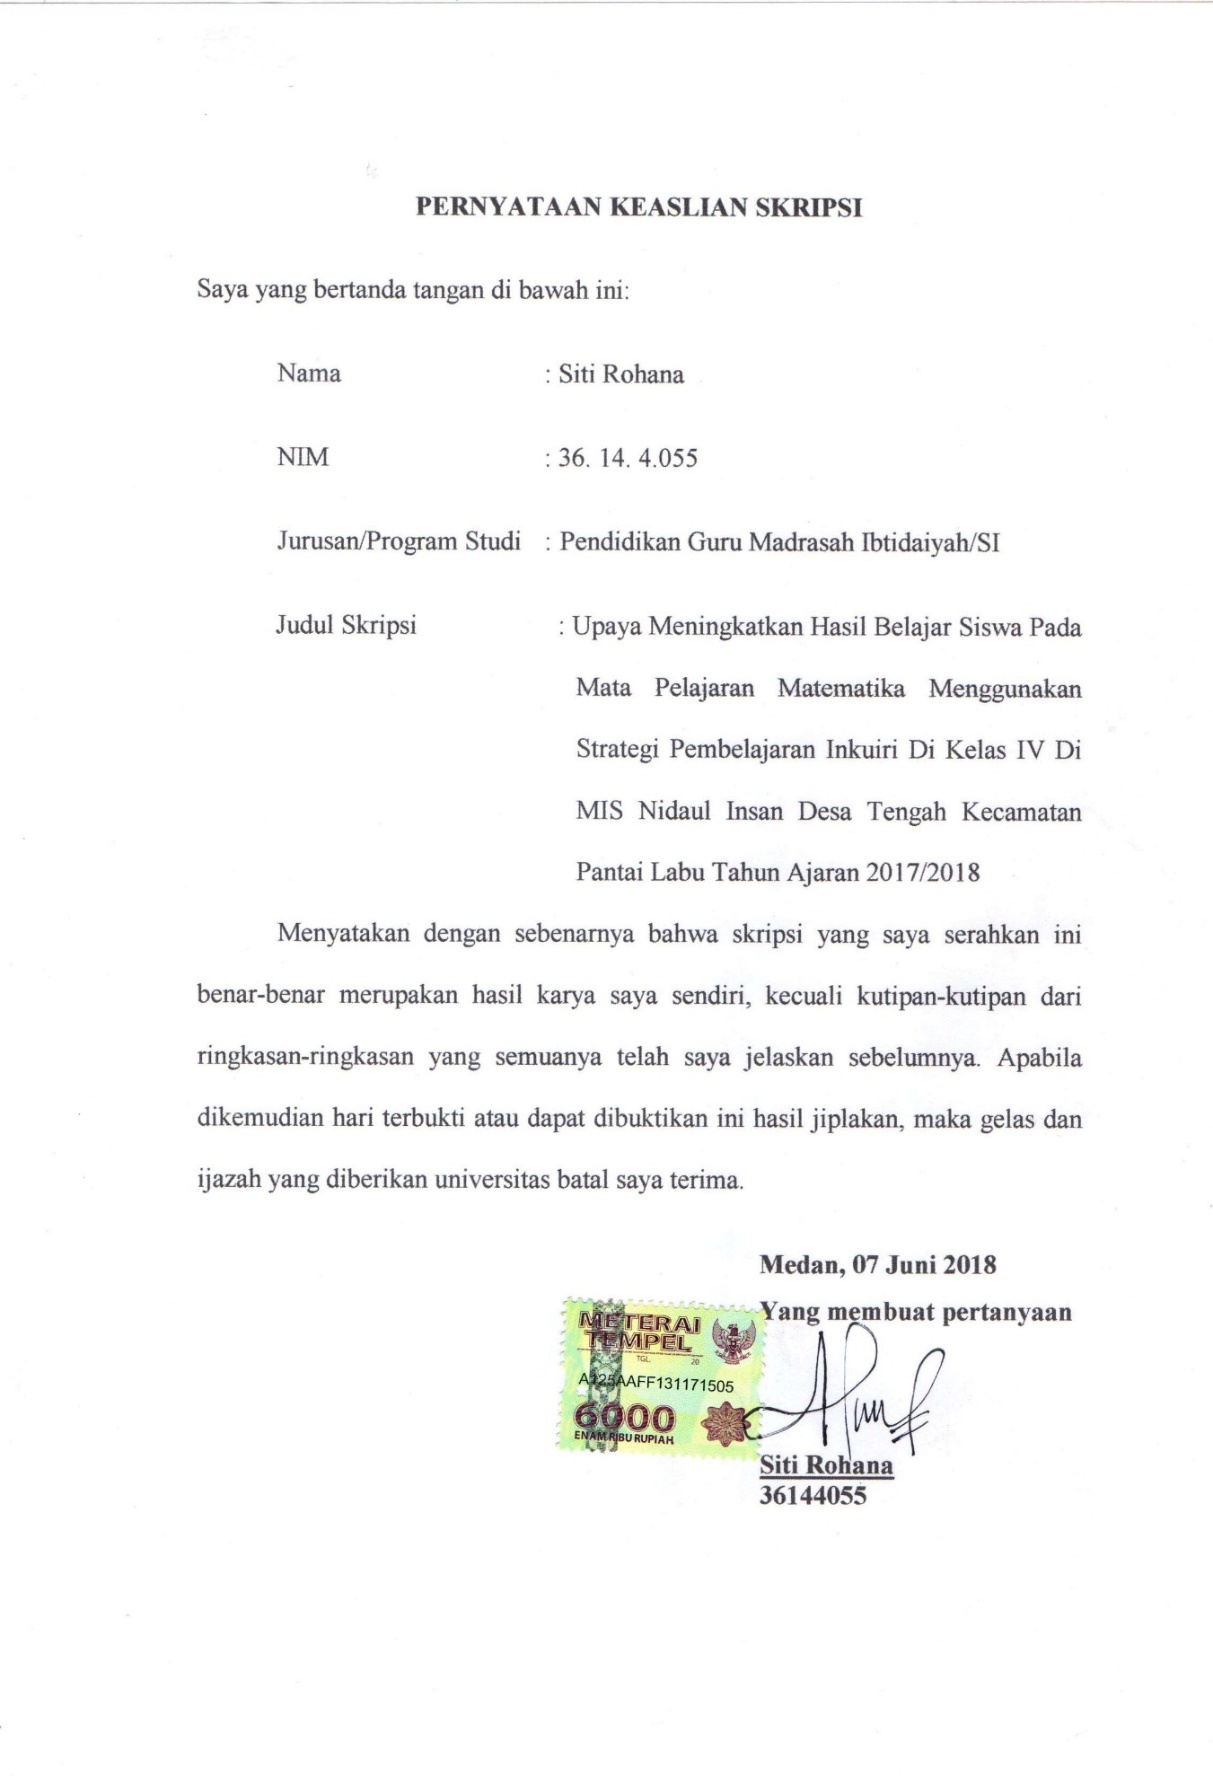 PERNYATAAN KEASLIAN SKRIPSI
Saya yang bertanda tangan di bawah ini:
Nama : Siti Rohana
NIM : 36. 14. 4.055
Jurusan/Program Studi : Pendidikan Guru Madrasah Ibtidaiyah/SI
Judul Skripsi : Upaya Meningkatkan Hasil Belajar Siswa Pada
Mata Pelajaran Matematika Menggunakan
Strategi Pembelajaran Inkuiri Di Kelas IV Di
MIS Nidaul Insan Desa Tengah Kecamatan
Pantai Labu Tahun Ajaran 2017/2018
Menyatakan dengan sebenarnya bahwa skripsi yang saya serahkan ini
benar-benar merupakan hasil karya saya sendiri, kecuali kutipan-kutipan dari
ringkasan-ringkasan yang semuanya telah saya jelaskan sebelumnya. Apabila
dikemudian hari terbukti atau dapat dibuktikan ini hasil jiplakan, maka gelas dan
ijazah yang diberikan universitas batal saya terima.
Medan, 07 Juni 2018
Yang membuat pertanyaan
METERAI
TEMPEL
TGL. 20
6000
ENAM RIBU RUPIAH
Siti Rohana
36144055